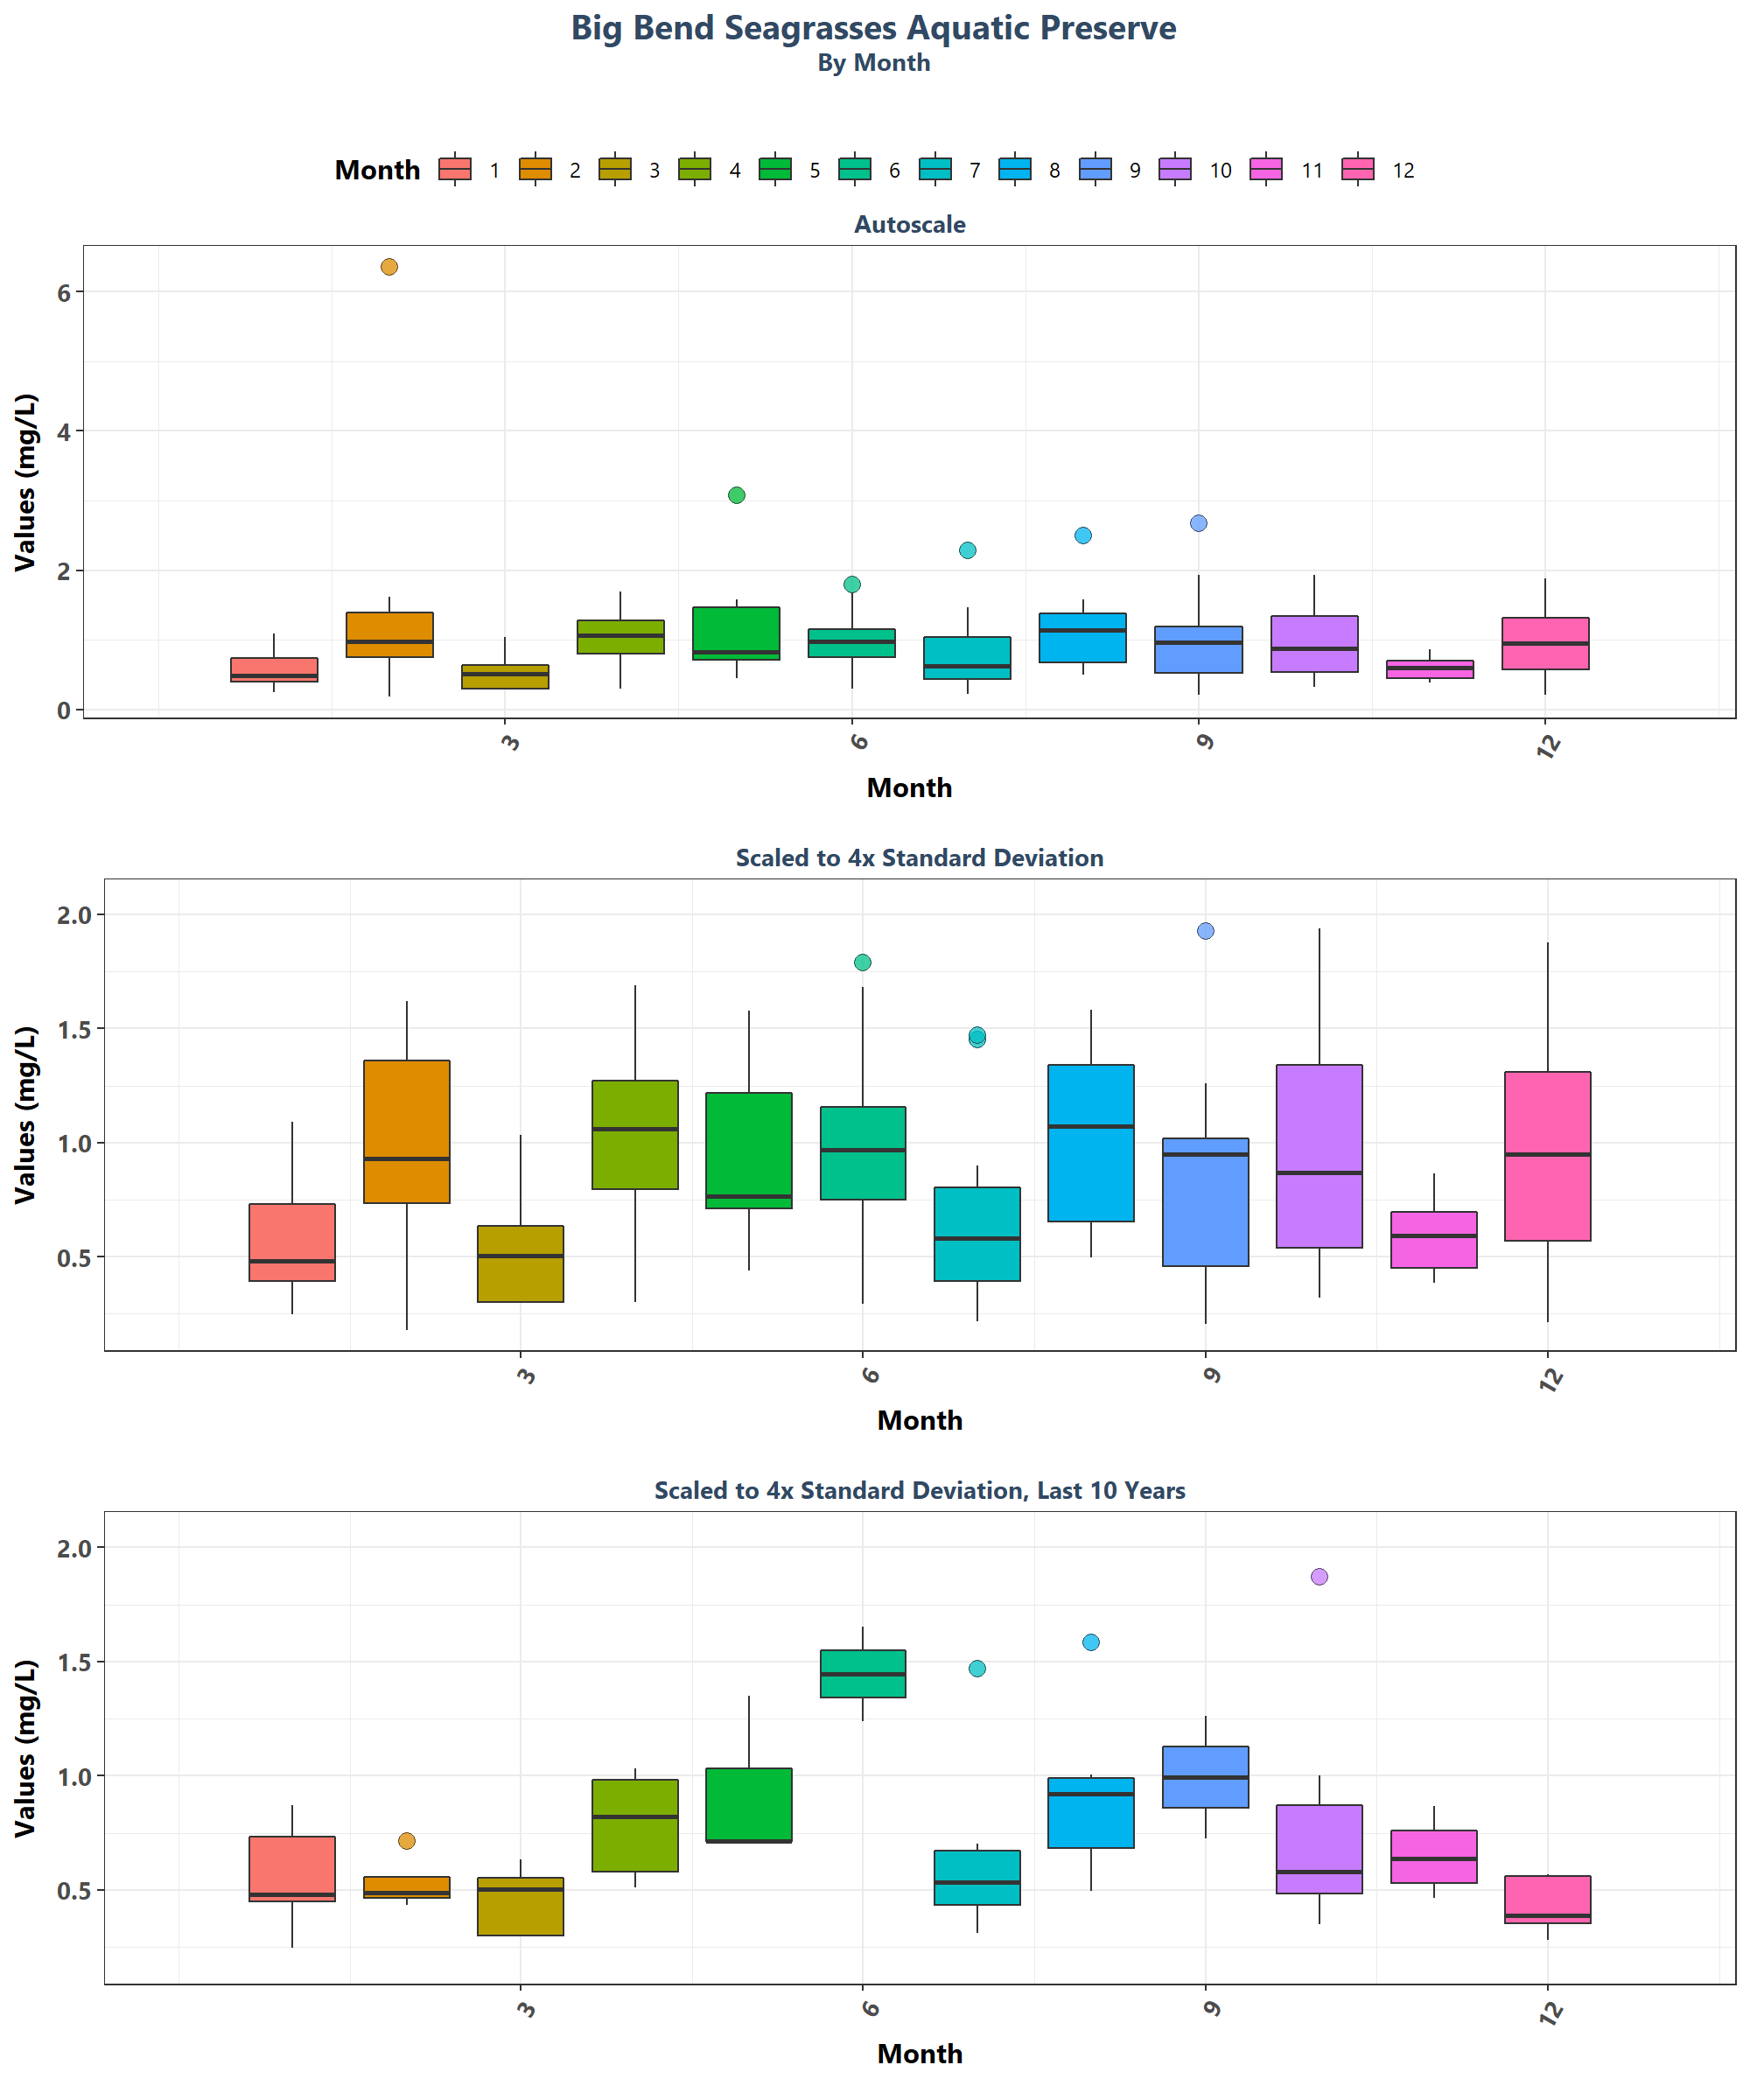 Big Bend Seagrasses Aquatic Preserve
By Month
Month 1 2 3 4 5 6 7 8 9 10 11 12
Autoscale
Values (mg/L)
6
4
2
0
3 6 9 12
Month
Scaled to 4x Standard Deviation
Values (mg/L)
2.0
1.5
1.0
0.5
3 6 9 12
Month
Scaled to 4x Standard Deviation, Last 10 Years
Values (mg/L)
2.0
1.5
1.0
0.5
3 6 9 12
Month